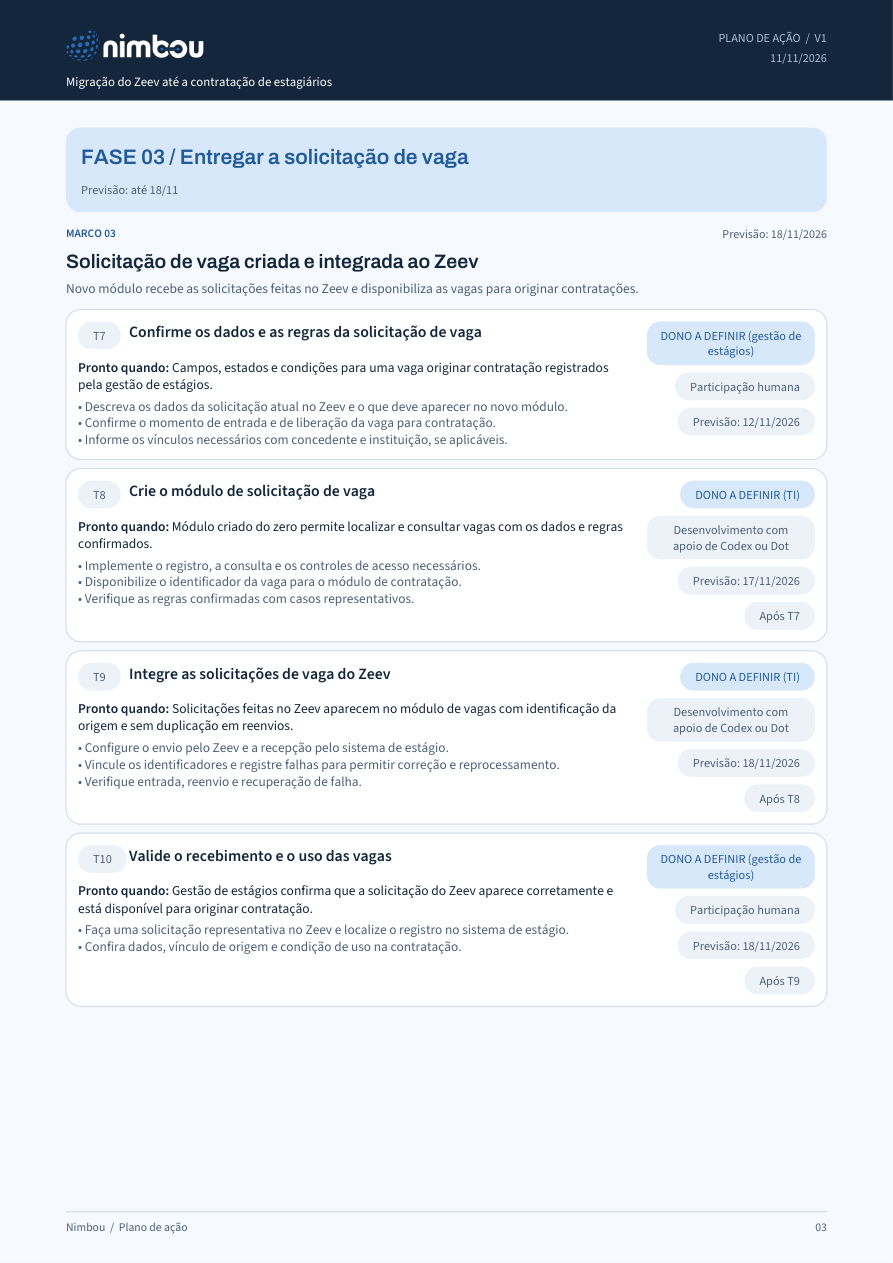 nimbou
PLANO DE AÇÃO / V1
11/11/2026
Migração do Zeev até a contratação de estagiários
FASE 03 / Entregar a solicitação de vaga
Previsão: até 18/11
MARCO 03
Previsão: 18/11/2026
Solicitação de vaga criada e integrada ao Zeev
Novo módulo recebe as solicitações feitas no Zeev e disponibiliza as vagas para originar contratações.
T7
Confirme os dados e as regras da solicitação de vaga
Pronto quando: Campos, estados e condições para uma vaga originar contratação registrados
pela gestão de estágios.
• Descreva os dados da solicitação atual no Zeev e o que deve aparecer no novo módulo.
• Confirme o momento de entrada e de liberação da vaga para contratação.
• Informe os vínculos necessários com concedente e instituição, se aplicáveis.
DONO A DEFINIR (gestão de
estágios)
Participação humana
Previsão: 12/11/2026
T8
Crie o módulo de solicitação de vaga
Pronto quando: Módulo criado do zero permite localizar e consultar vagas com os dados e regras
confirmados.
• Implemente o registro, a consulta e os controles de acesso necessários.
• Disponibilize o identificador da vaga para o módulo de contratação.
• Verifique as regras confirmadas com casos representativos.
DONO A DEFINIR (TI)
Desenvolvimento com
apoio de Codex ou Dot
Previsão: 17/11/2026
Após T7
T9
Integre as solicitações de vaga do Zeev
Pronto quando: Solicitações feitas no Zeev aparecem no módulo de vagas com identificação da
origem e sem duplicação em reenvios.
• Configure o envio pelo Zeev e a recepção pelo sistema de estágio.
• Vincule os identificadores e registre falhas para permitir correção e reprocessamento.
• Verifique entrada, reenvio e recuperação de falha.
DONO A DEFINIR (TI)
Desenvolvimento com
apoio de Codex ou Dot
Previsão: 18/11/2026
Após T8
T10
Valide o recebimento e o uso das vagas
Pronto quando: Gestão de estágios confirma que a solicitação do Zeev aparece corretamente e
está disponível para originar contratação.
• Faça uma solicitação representativa no Zeev e localize o registro no sistema de estágio.
• Confira dados, vínculo de origem e condição de uso na contratação.
DONO A DEFINIR (gestão de
estágios)
Participação humana
Previsão: 18/11/2026
Após T9
Nimbou / Plano de ação
03